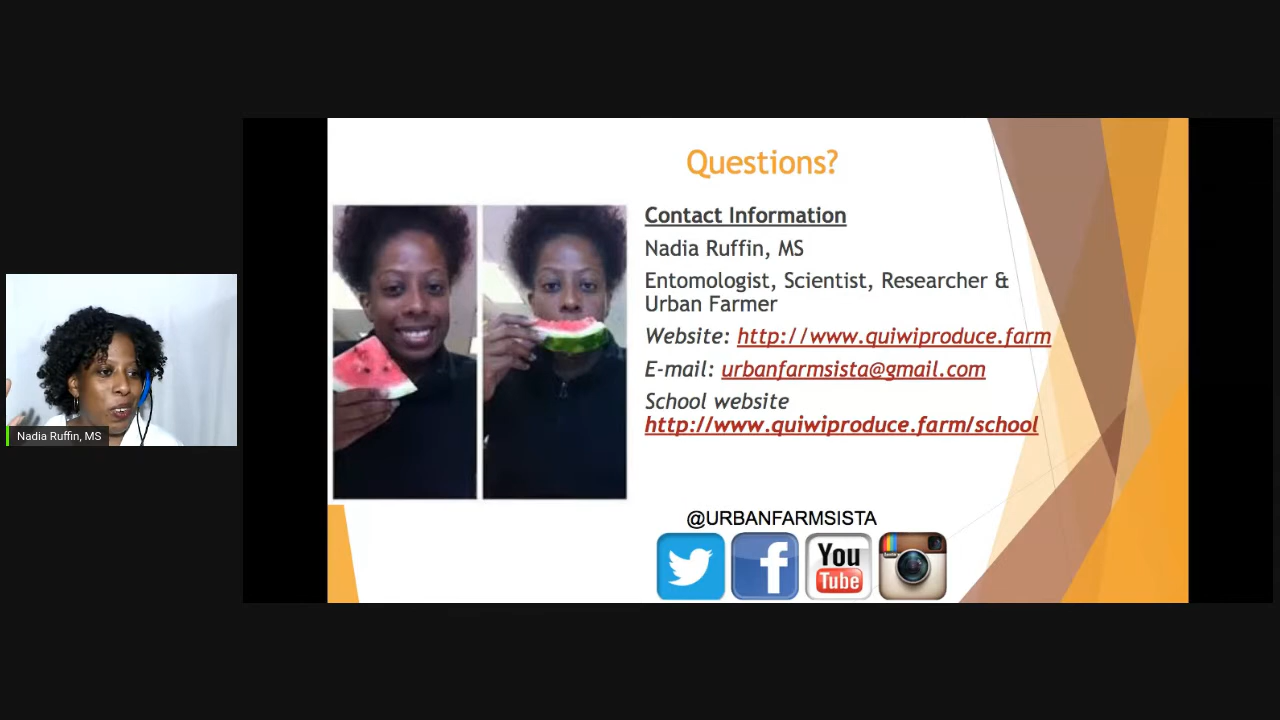 Questions?
Contact Information
Nadia Ruffin, MS
Entomologist, Scientist, Researcher &
Urban Farmer
Website: http://www.quiwiproduce.farm
E-mail: urbanfarmsista@gmail.com
School website
http://www.quiwiproduce.farm/school
@URBANFARMSISTA
You
Tube
Nadia Ruffin, MS